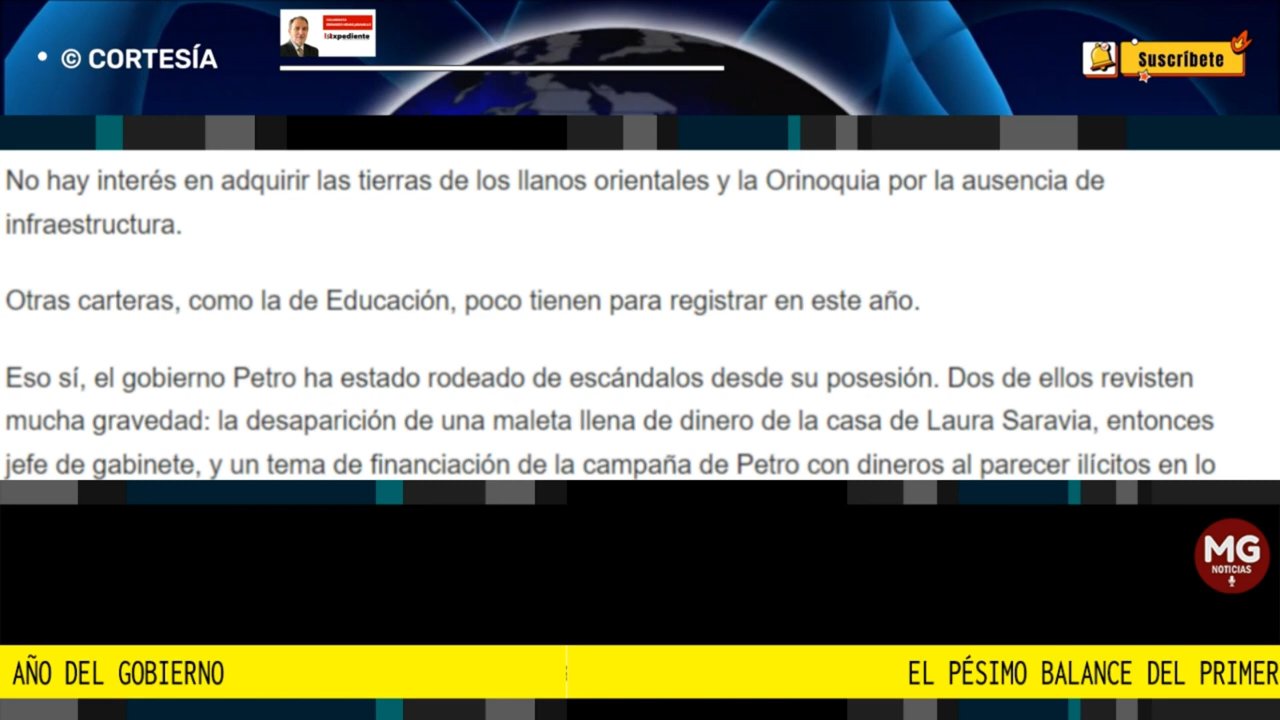 • © CORTESÍA
Expediente
Suscríbete
No hay interés en adquirir las tierras de los llanos orientales y la Orinoquia por la ausencia de
infraestructura.
Otras carteras, como la de Educación, poco tienen para registrar en este año.
Eso sí, el gobierno Petro ha estado rodeado de escándalos desde su posesión. Dos de ellos revisten
mucha gravedad: la desaparición de una maleta llena de dinero de la casa de Laura Saravia, entonces
jefe de gabinete, y un tema de financiación de la campaña de Petro con dineros al parecer ilícitos en lo
MG
NOTICIAS
AÑO DEL GOBIERNO
EL PÉSIMO BALANCE DEL PRIMER